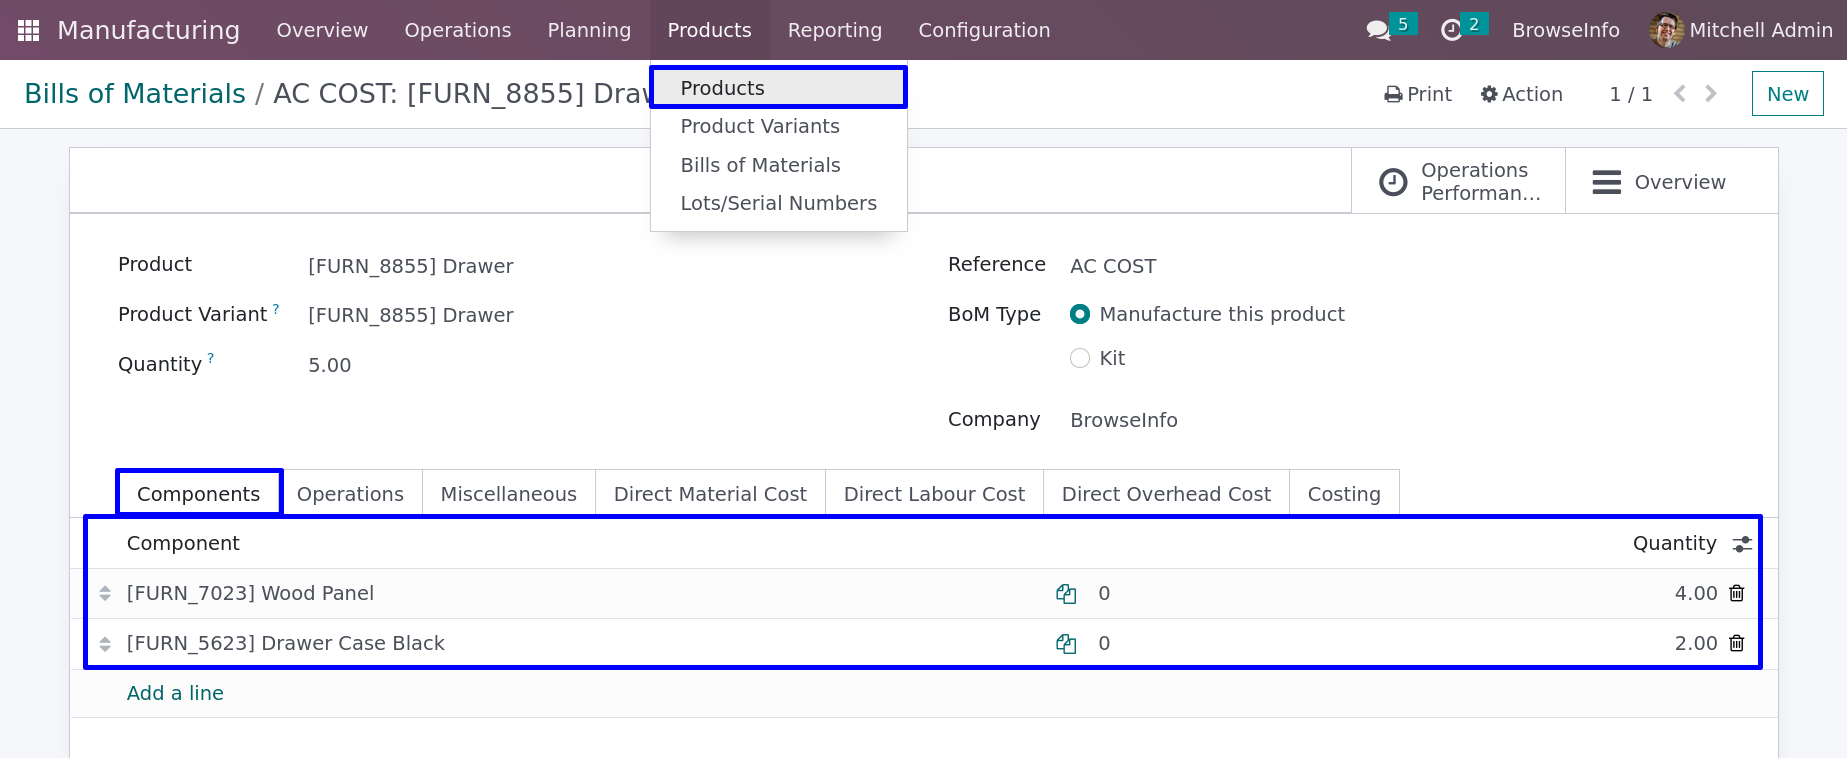 Manufacturing Overview Operations Planning Products Reporting Configuration 5 2 BrowseInfo Mitchell Admin
Bills of Materials / AC COST: [FURN_8855] Draw
Print Action 1 / 1 New
Products
Product Variants
Bills of Materials
Lots/Serial Numbers
Operations
Performan...
Overview
Product [FURN_8855] Drawer
Product Variant ? [FURN_8855] Drawer
Quantity ? 5.00
Reference AC COST
BoM Type Manufacture this product
Kit
Company BrowseInfo
Components Operations Miscellaneous Direct Material Cost Direct Labour Cost Direct Overhead Cost Costing
Component Quantity
[FURN_7023] Wood Panel 0 4.00
[FURN_5623] Drawer Case Black 0 2.00
Add a line